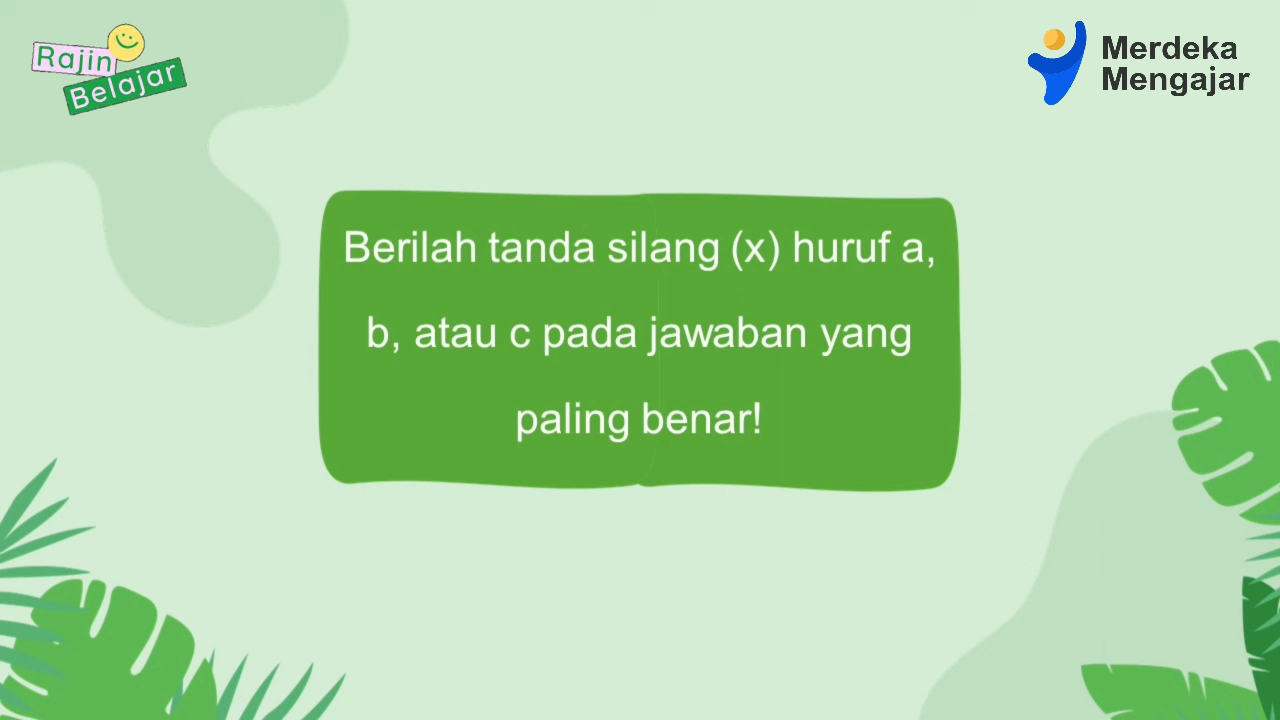 Rajin
Belajar
Merdeka
Mengajar
Berilah tanda silang (x) huruf a,
b, atau c pada jawaban yang
paling benar!